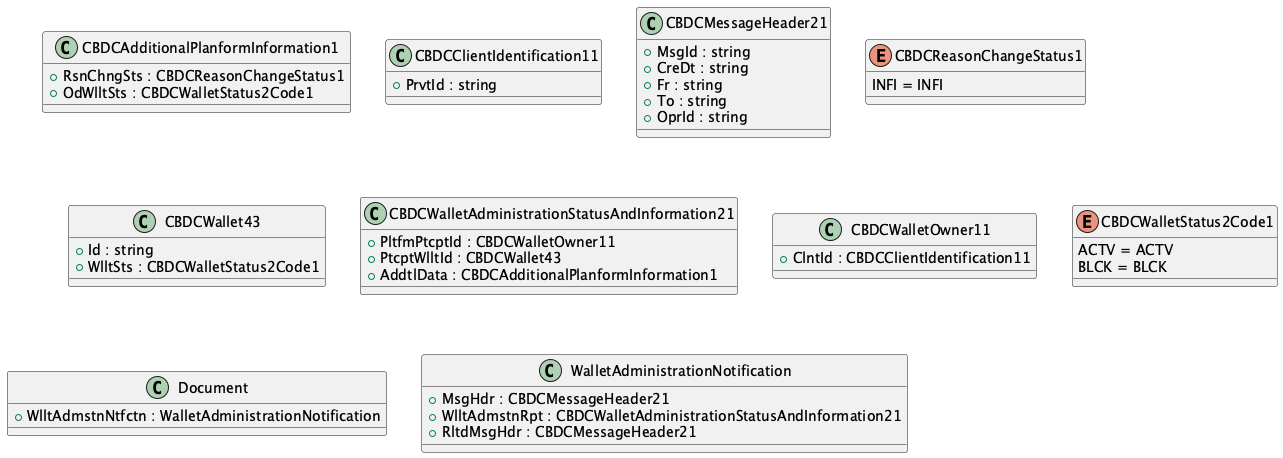 C CBDCAdditionalPlanformInformation1
RsnChngSts : CBDCReasonChangeStatus1
OdWlltSts : CBDCWalletStatus2Code1
C CBDCClientIdentification11
PrvtId : string
C CBDCMessageHeader21
MsgId : string
CreDt : string
Fr : string
To : string
OprId : string
E CBDCReasonChangeStatus1
INFI = INFI
C CBDCWallet43
Id : string
WlltSts : CBDCWalletStatus2Code1
C CBDCWalletAdministrationStatusAndInformation21
PltfmPtcptId : CBDCWalletOwner11
PtcptWlltId : CBDCWallet43
AddtlData : CBDCAdditionalPlanformInformation1
C CBDCWalletOwner11
ClntId : CBDCClientIdentification11
E CBDCWalletStatus2Code1
ACTV = ACTV
BLCK = BLCK
C Document
WlltAdmstnNtfctn : WalletAdministrationNotification
C WalletAdministrationNotification
MsgHdr : CBDCMessageHeader21
WlltAdmstnRpt : CBDCWalletAdministrationStatusAndInformation21
RltdMsgHdr : CBDCMessageHeader21